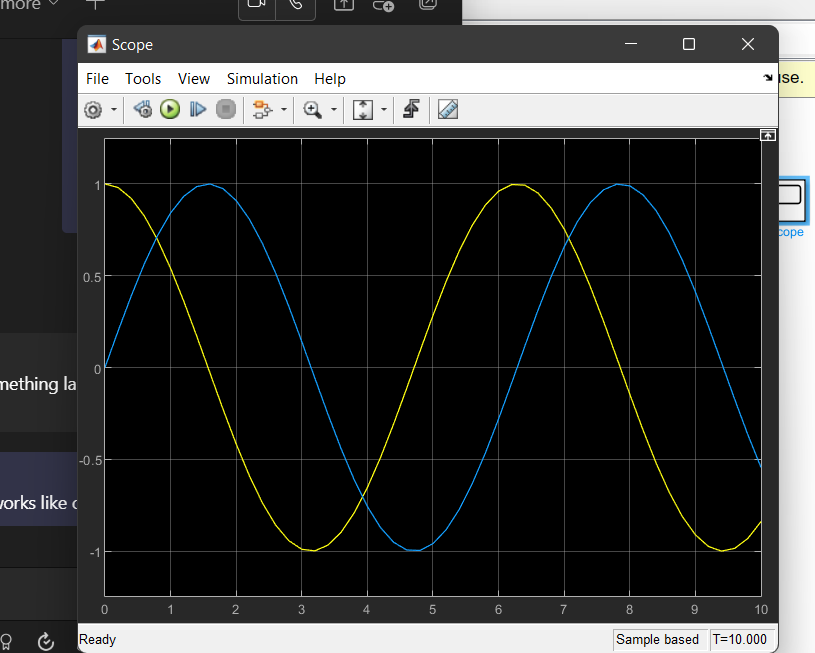 more
Scope
File Tools View Simulation Help
use.
cope
1
0.5
0
-0.5
-1
0 1 2 3 4 5 6 7 8 9 10
mething la
works like
Ready
Sample based
T=10.000